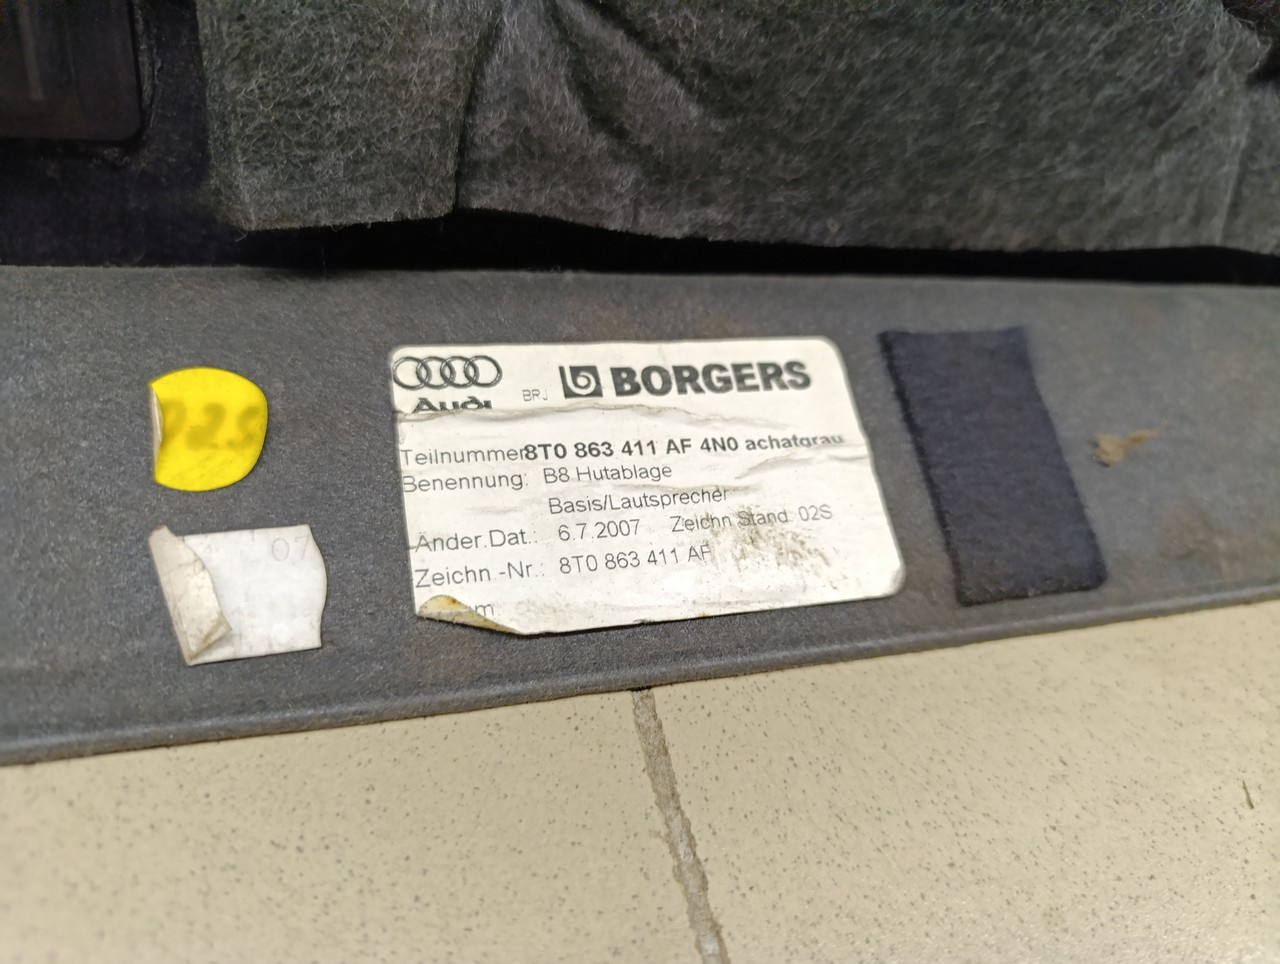 Audi
BRJ
BORGERS
Teilnummer 8T0 863 411 AF 4N0 achatgrau
Benennung: B8 Hutablage
Basis/Lautsprecher
Änder.Dat.: 6.7.2007 Zeichn Stand 02S
Zeichn -Nr.: 8T0 863 411 AF
m
07